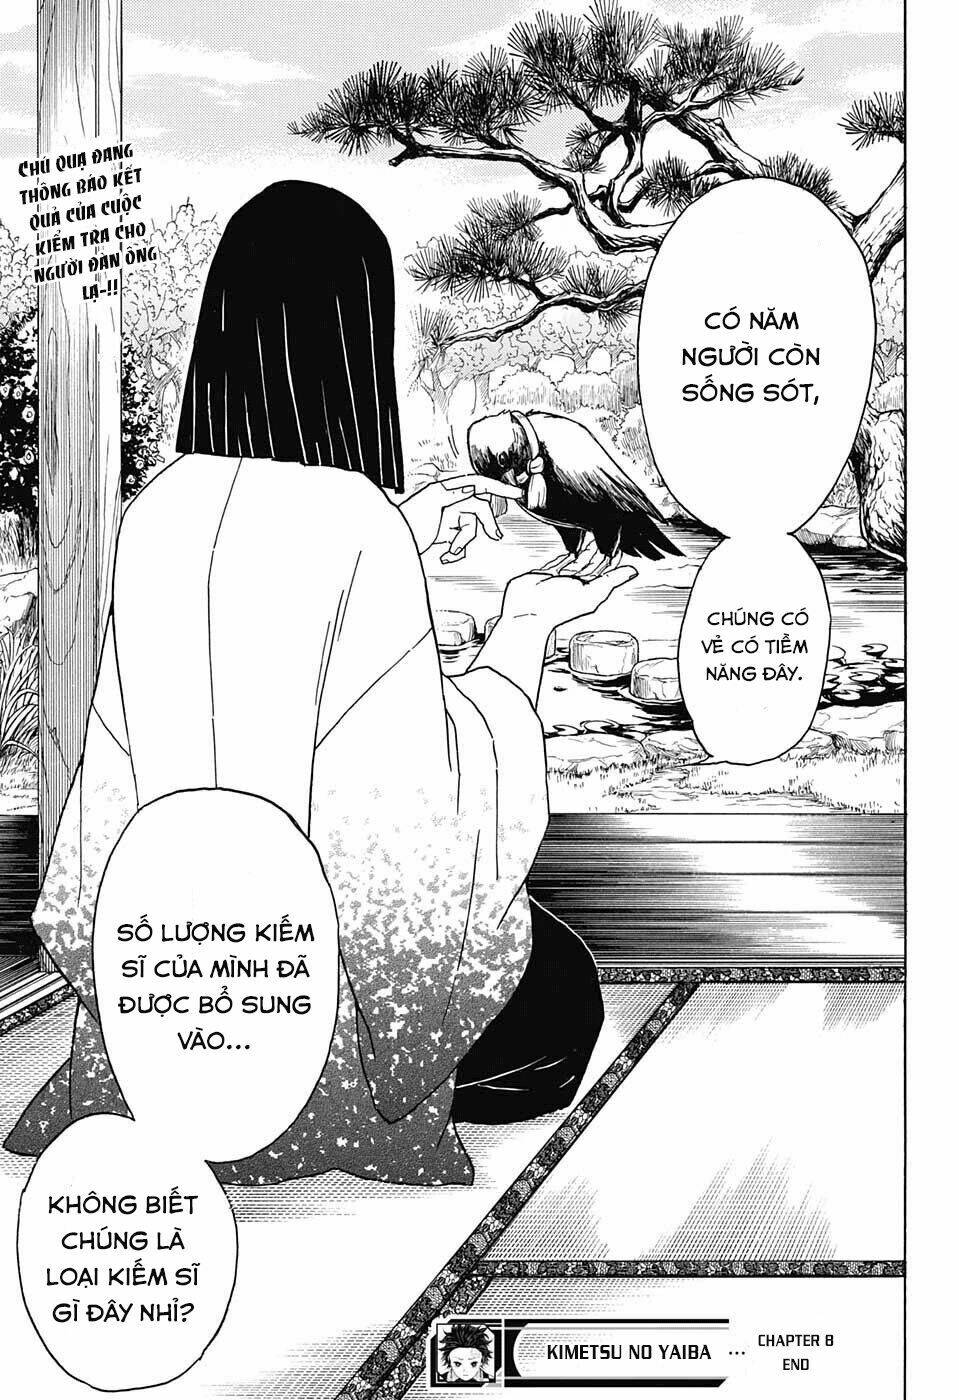 CÓ NĂM
NGƯỜI CÒN
SỐNG SÓT,
CHÚNG CÓ
VẺ CÓ TIỀM
NĂNG ĐÂY.
CHÚ QUẠ ĐANG
THÔNG BÁO KẾT
QUẢ CỦA CUỘC
KIỂM TRA CHO
NGƯỜI ĐÀN ÔNG
LẠ-!!
SỐ LƯỢNG KIẾM
SĨ CỦA MÌNH ĐÃ
ĐƯỢC BỔ SUNG
VÀO...
KHÔNG BIẾT
CHÚNG LÀ
LOẠI KIẾM SĨ
GÌ ĐÂY NHỈ?
KIMETSU NO YAIBA ... CHAPTER 8
END